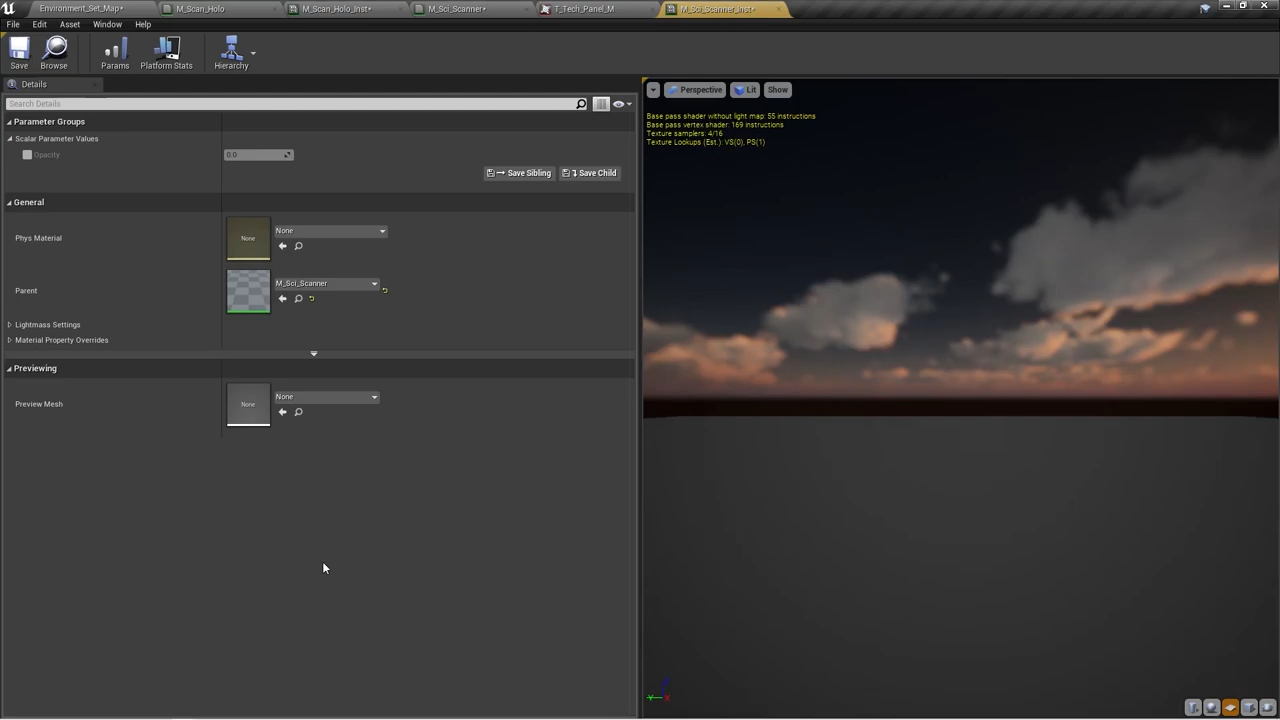 Environment_Set_Map*
M_Scan_Holo
M_Scan_Holo_Inst*
M_Sci_Scanner*
T_Tech_Panel_M
M_Sci_Scanner_Inst*
File Edit Asset Window Help
Save Browse Params Platform Stats Hierarchy
Details
Search Details
Parameter Groups
Scalar Parameter Values
Opacity 0.0
Save Sibling Save Child
General
Phys Material None None
Parent M_Sci_Scanner
Lightmass Settings
Material Property Overrides
Previewing
Preview Mesh None None
Perspective Lit Show
Base pass shader without light map: 55 instructions
Base pass vertex shader: 169 instructions
Texture samplers: 4/16
Texture Lookups (Est.): VS(0), PS(1)